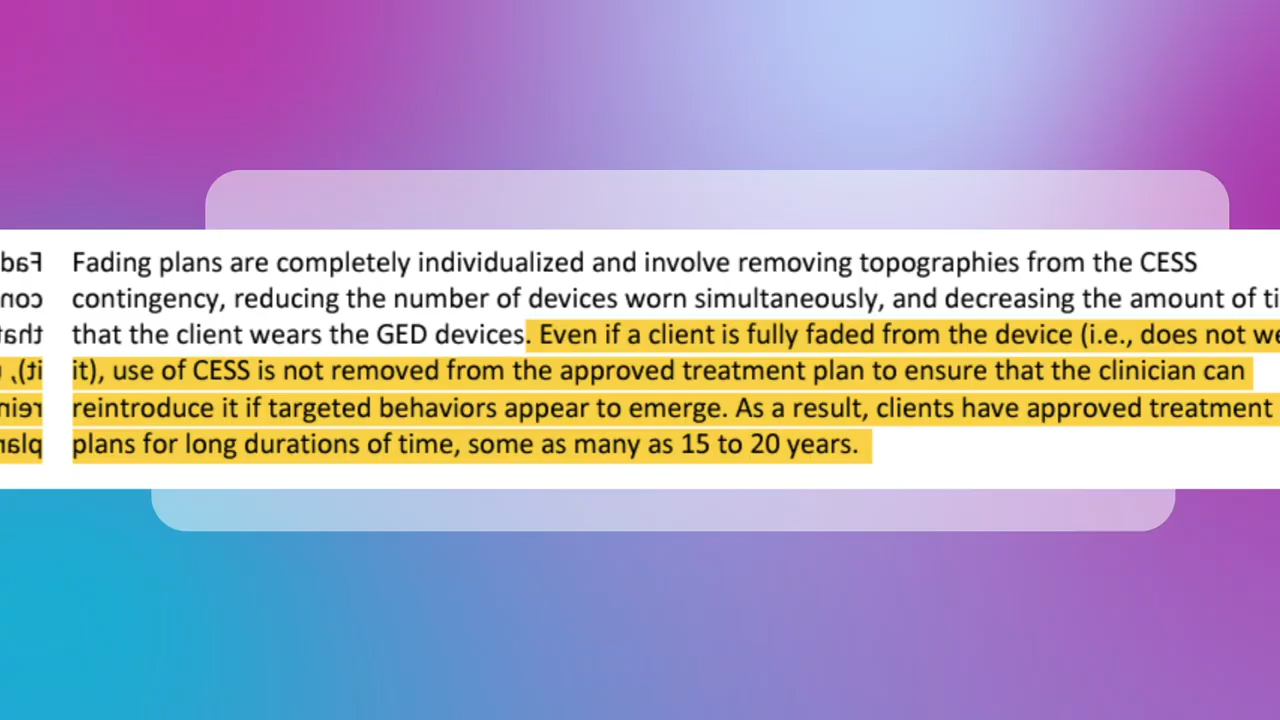 Fading plans are completely individualized and involve removing topographies from the CESS
contingency, reducing the number of devices worn simultaneously, and decreasing the amount of
that the client wears the GED devices. Even if a client is fully faded from the device (i.e., does not
it), use of CESS is not removed from the approved treatment plan to ensure that the clinician can
reintroduce it if targeted behaviors appear to emerge. As a result, clients have approved treatment
plans for long durations of time, some as many as 15 to 20 years.